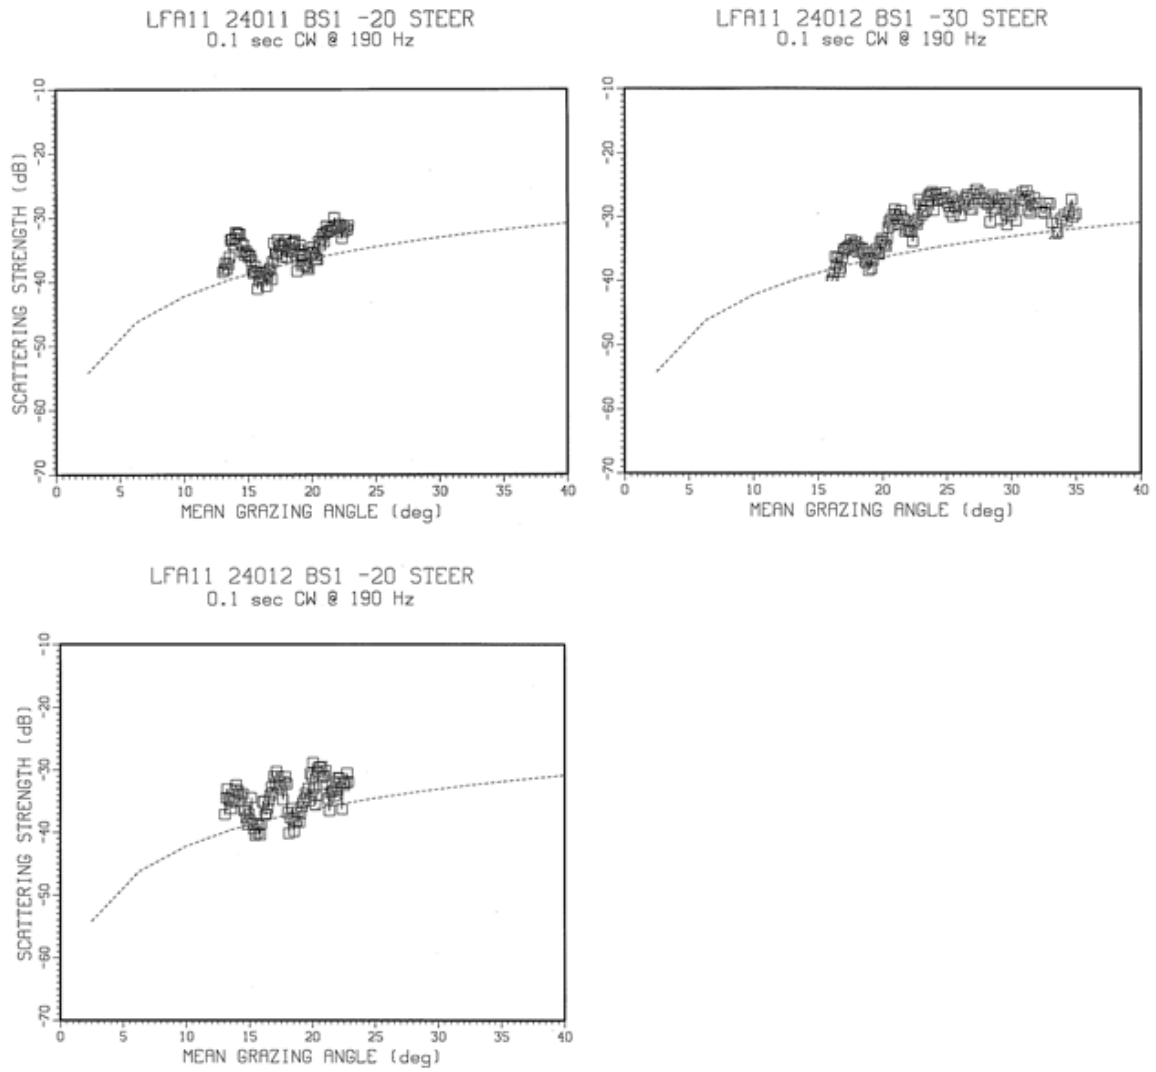 LFA11 24011 BS1 -20 STEER
0.1 sec CW @ 190 Hz
SCATTERING STRENGTH (dB)
-10
-20
-30
-40
-50
-60
-70
0 5 10 15 20 25 30 35 40
MEAN GRAZING ANGLE (deg)
LFA11 24012 BS1 -30 STEER
0.1 sec CW @ 190 Hz
-10
-20
-30
-40
-50
-60
-70
0 5 10 15 20 25 30 35 40
MEAN GRAZING ANGLE (deg)
LFA11 24012 BS1 -20 STEER
0.1 sec CW @ 190 Hz
SCATTERING STRENGTH (dB)
-10
-20
-30
-40
-50
-60
-70
0 5 10 15 20 25 30 35 40
MEAN GRAZING ANGLE (deg)